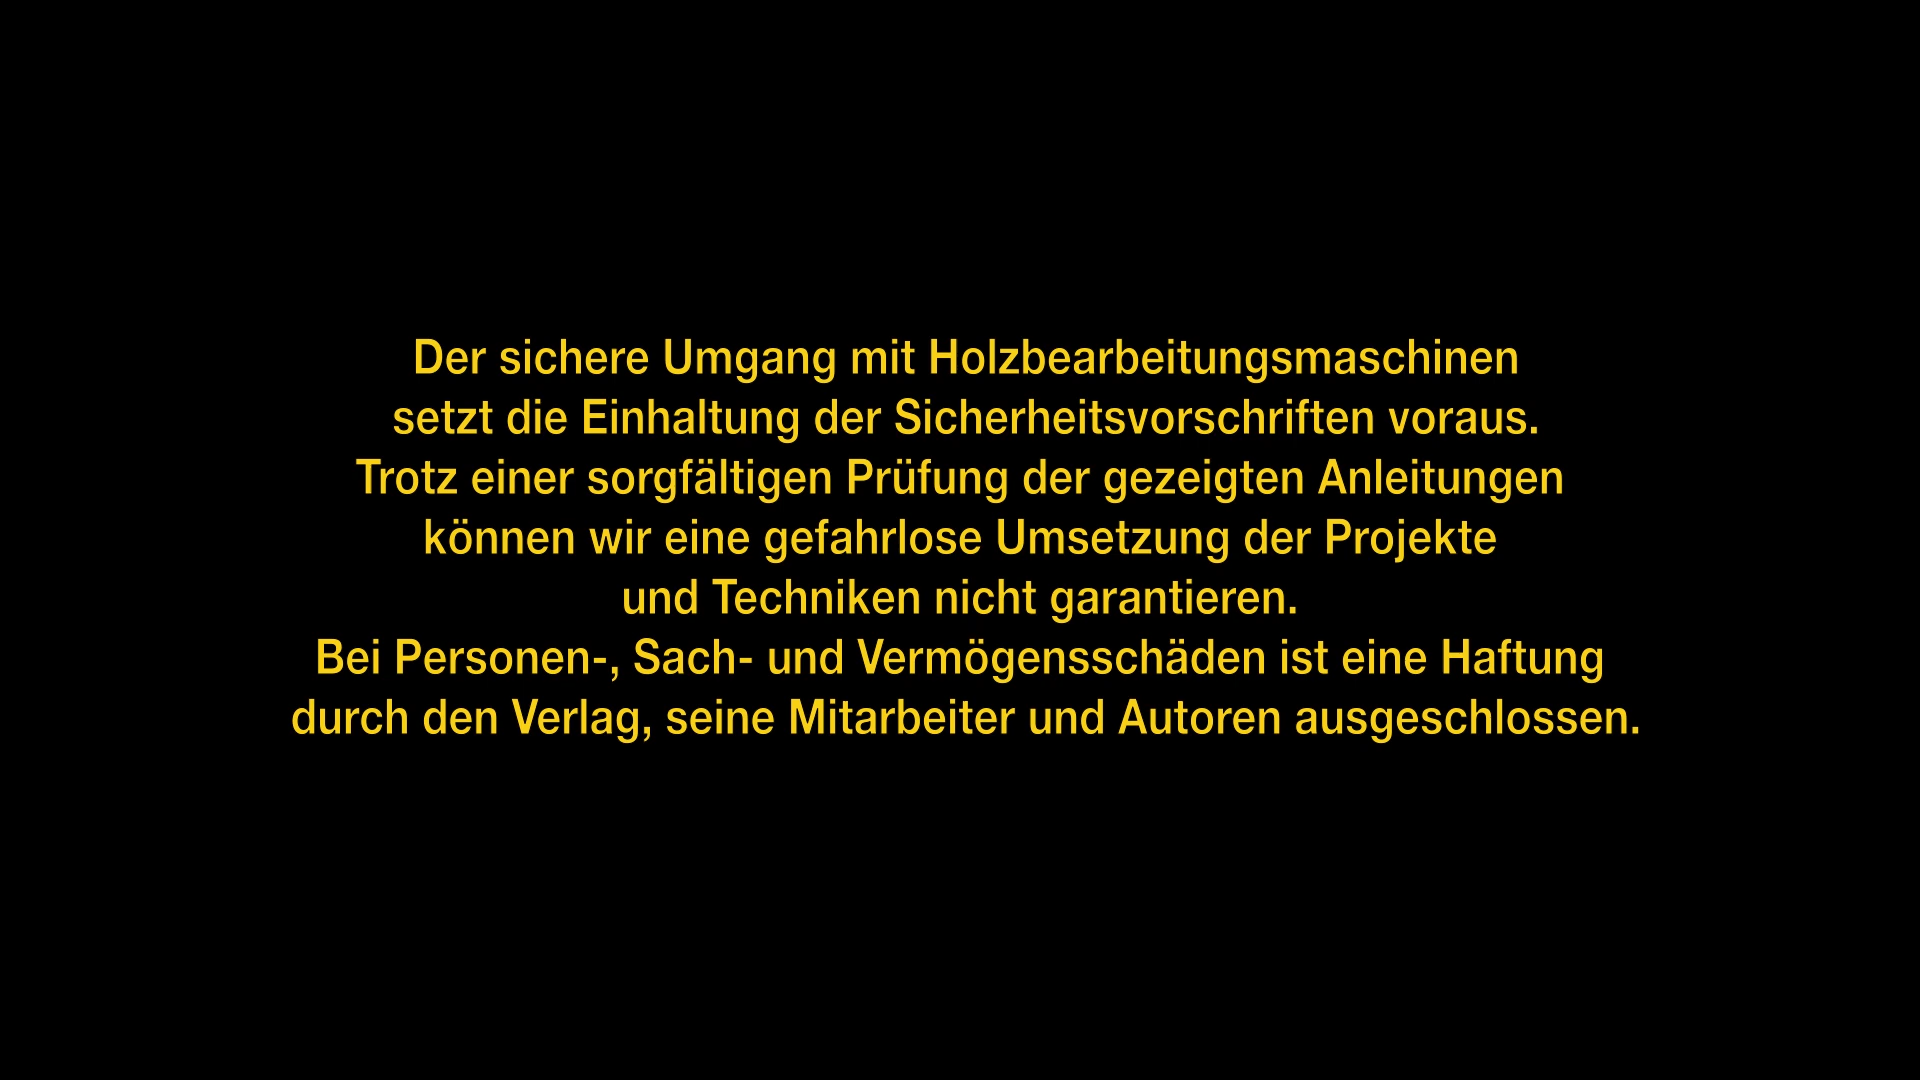 Der sichere Umgang mit Holzbearbeitungsmaschinen
setzt die Einhaltung der Sicherheitsvorschriften voraus.
Trotz einer sorgfältigen Prüfung der gezeigten Anleitungen
können wir eine gefahrlose Umsetzung der Projekte
und Techniken nicht garantieren.
Bei Personen-, Sach- und Vermögensschäden ist eine Haftung
durch den Verlag, seine Mitarbeiter und Autoren ausgeschlossen.